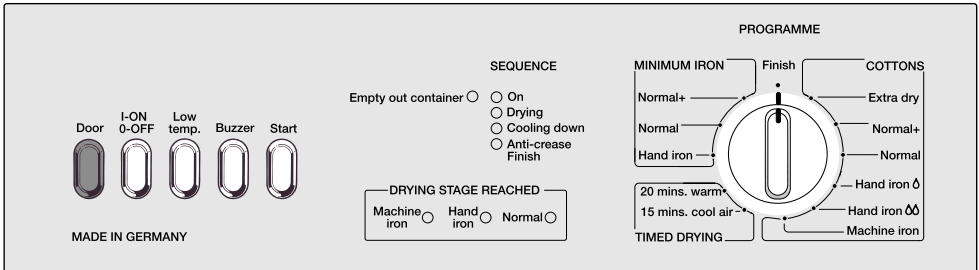 Door
I-ON
0-OFF
Low
temp.
Buzzer
Start
MADE IN GERMANY
SEQUENCE
Empty out container
On
Drying
Cooling down
Anti-crease
Finish
DRYING STAGE REACHED
Machine
iron
Hand
iron
Normal
PROGRAMME
MINIMUM IRON
Finish
COTTONS
Normal+
Normal
Hand iron
20 mins. warm
15 mins. cool air
TIMED DRYING
Extra dry
Normal+
Normal
Hand iron
Hand iron
Machine iron